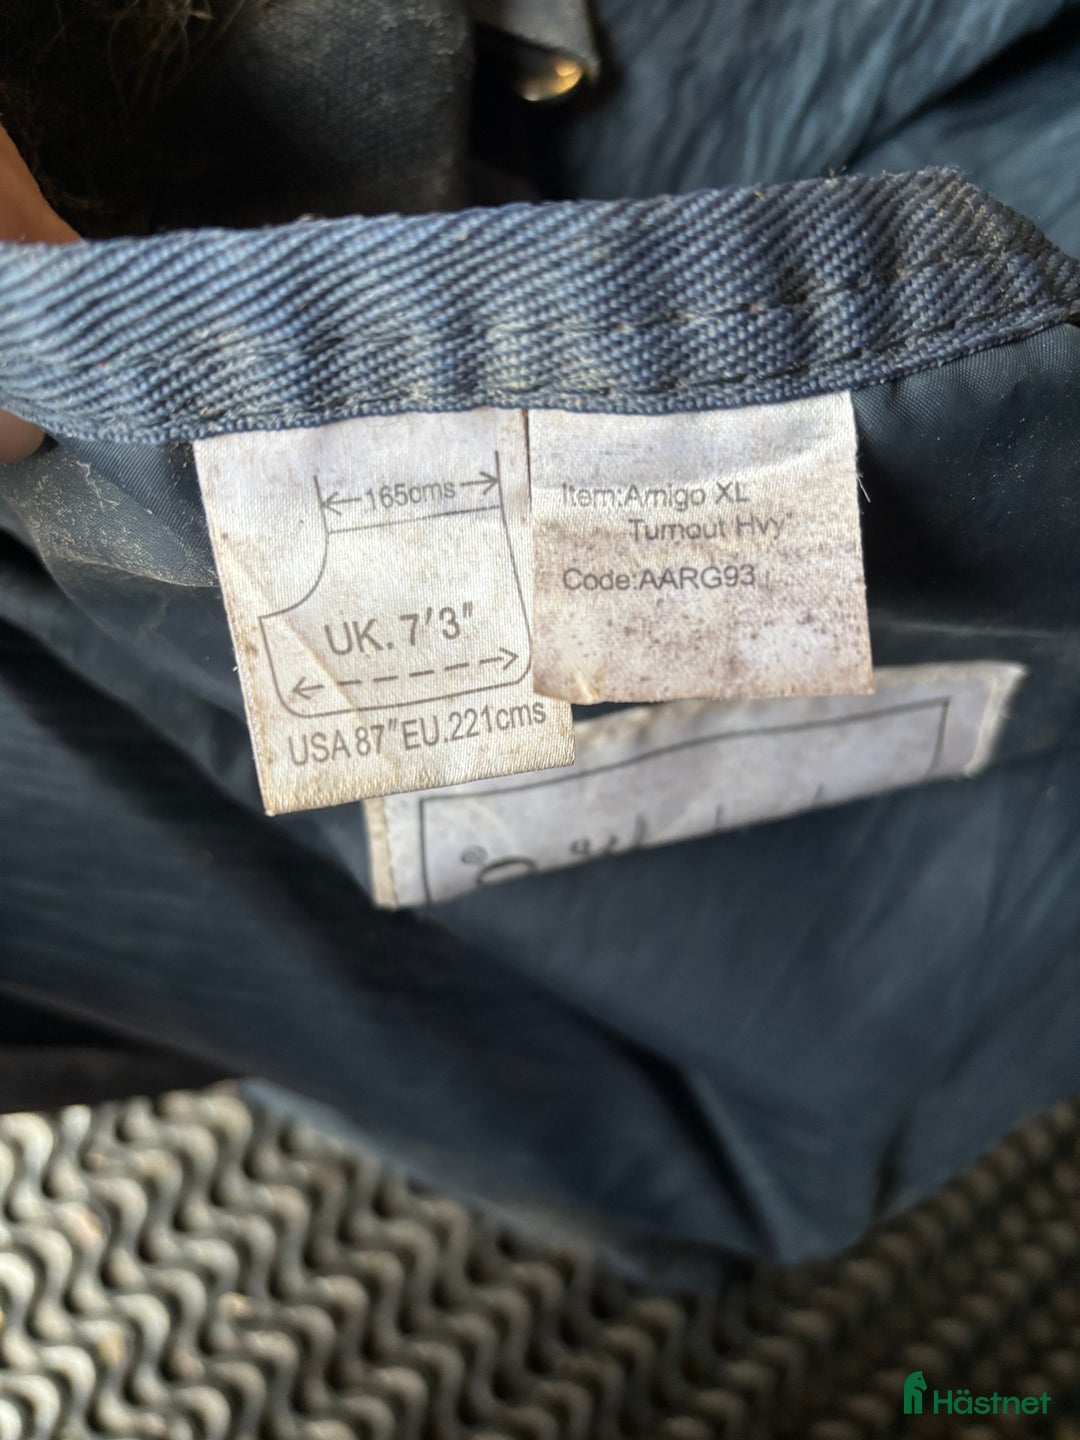 165cms
UK. 7'3"
USA 87" EU.221cms
Item:Amigo XL
Turnout Hvy
Code:AARG93
®
Hästnet